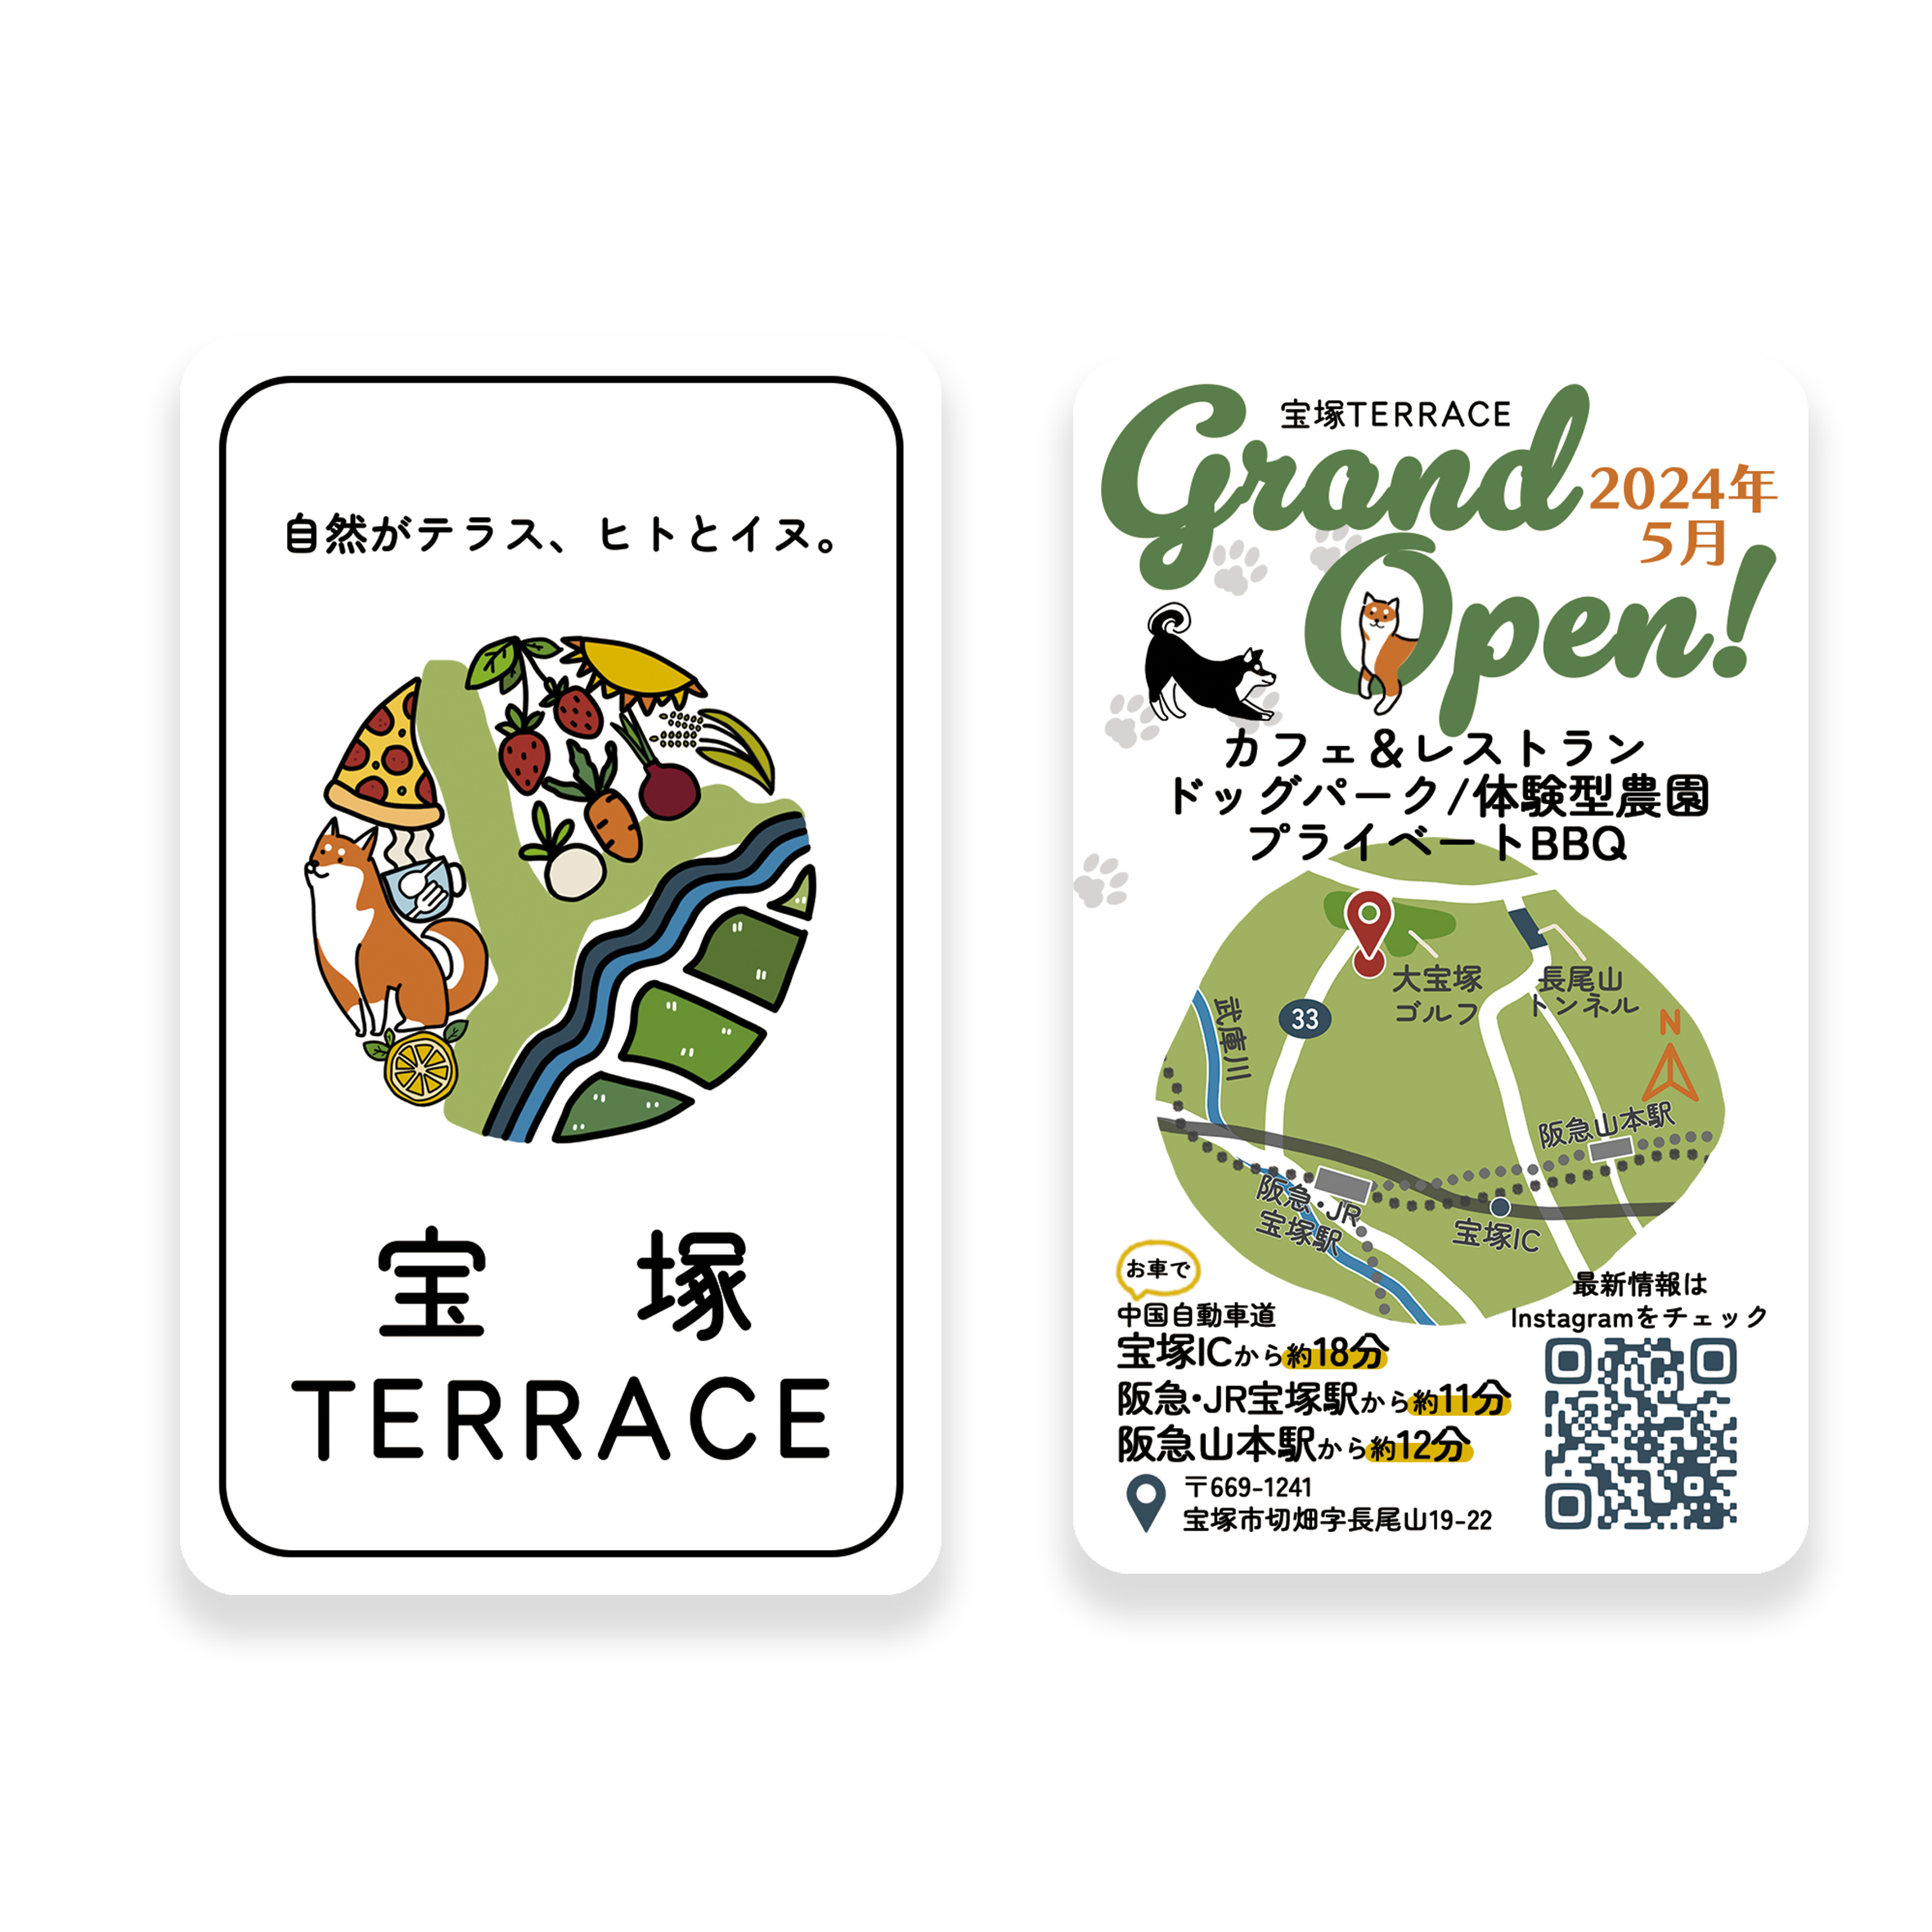 自然がテラス、ヒトとイヌ。
宝塚
TERRACE
宝塚TERRACE
Grand
2024年
5月
Open!
カフェ&レストラン
ドッグパーク/体験型農園
プライベートBBQ
大宝塚
ゴルフ
長尾山
トンネル
33
武庫川
N
阪急山本駅
阪急・JR
宝塚駅
宝塚IC
お車で
中国自動車道
宝塚ICから約18分
阪急・JR宝塚駅から約11分
阪急山本駅から約12分
〒669-1241
宝塚市切畑字長尾山19-22
最新情報は
Instagramをチェック